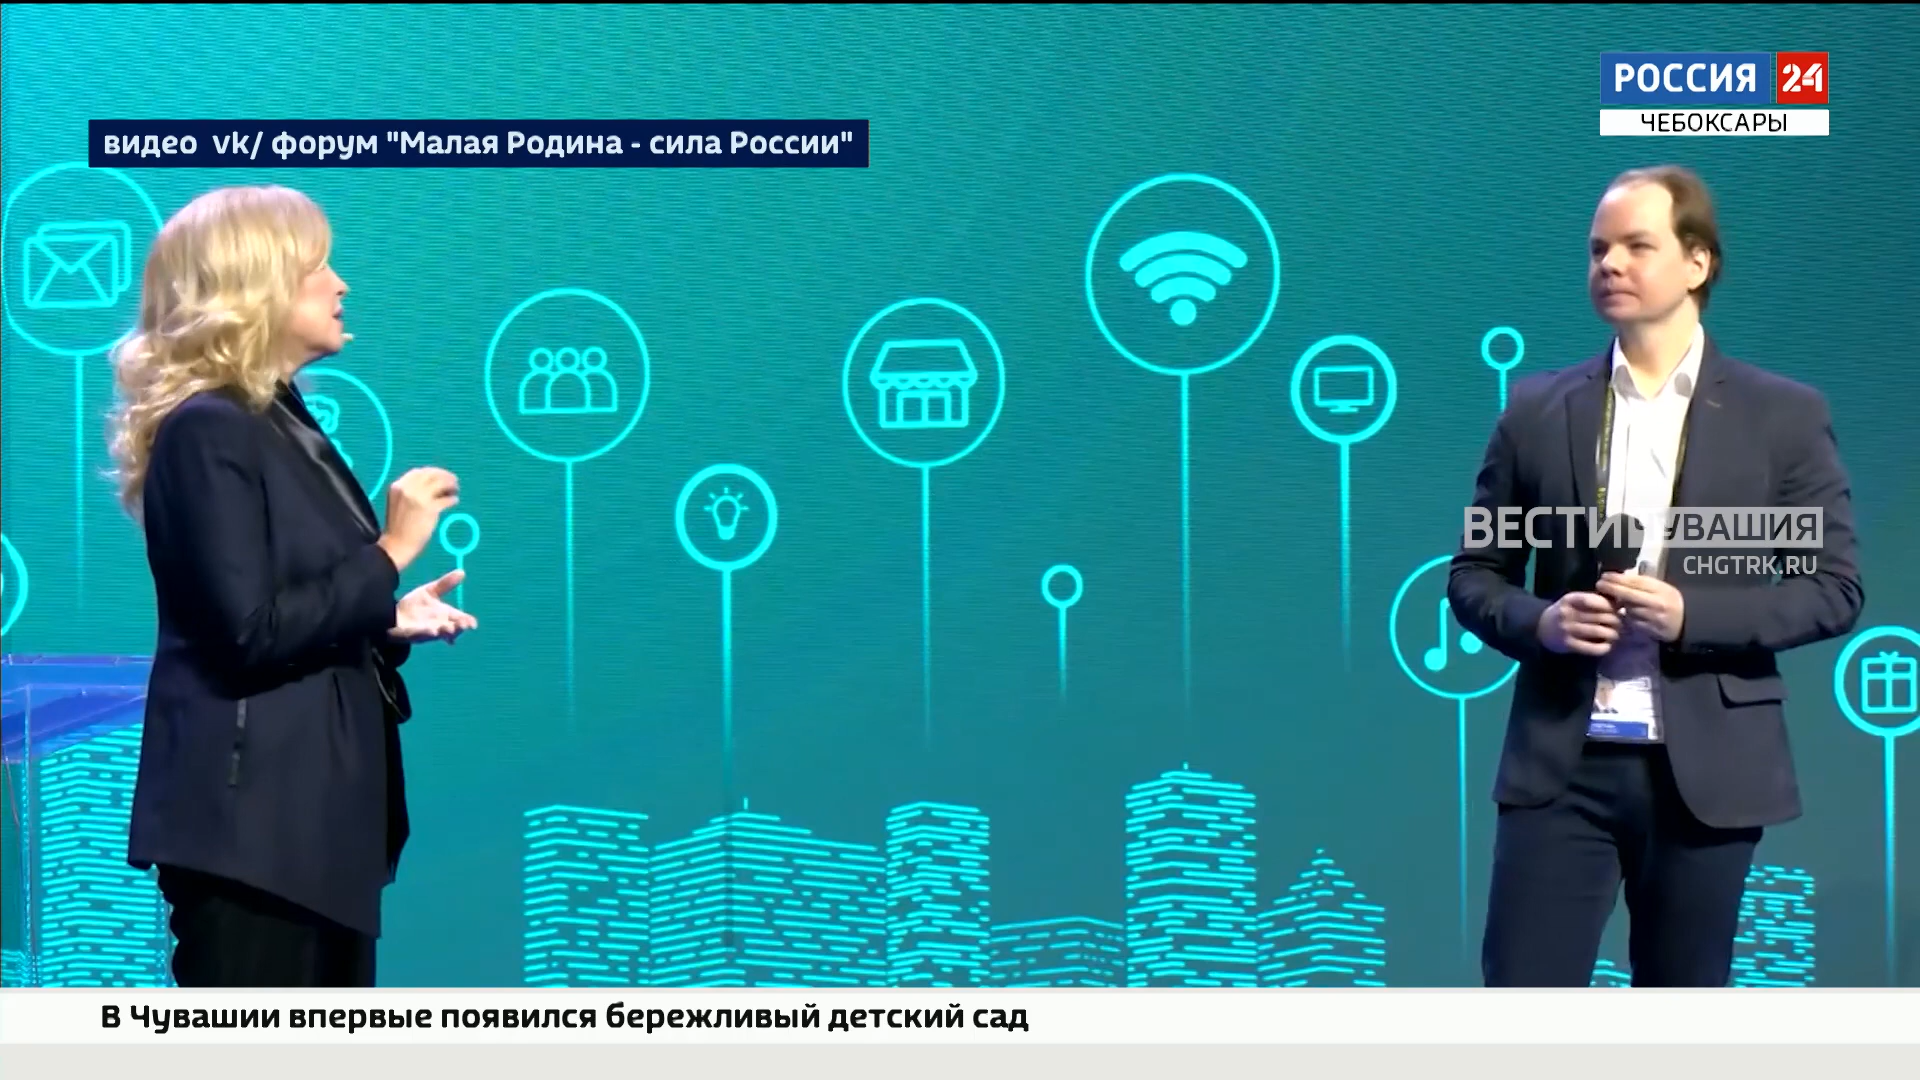 РОССИЯ 24
ЧЕБОКСАРЫ
видео vk/ форум "Малая Родина - сила России"
ВЕСТИ ЧУВАШИЯ
CHGTRK.RU
В Чувашии впервые появился бережливый детский сад